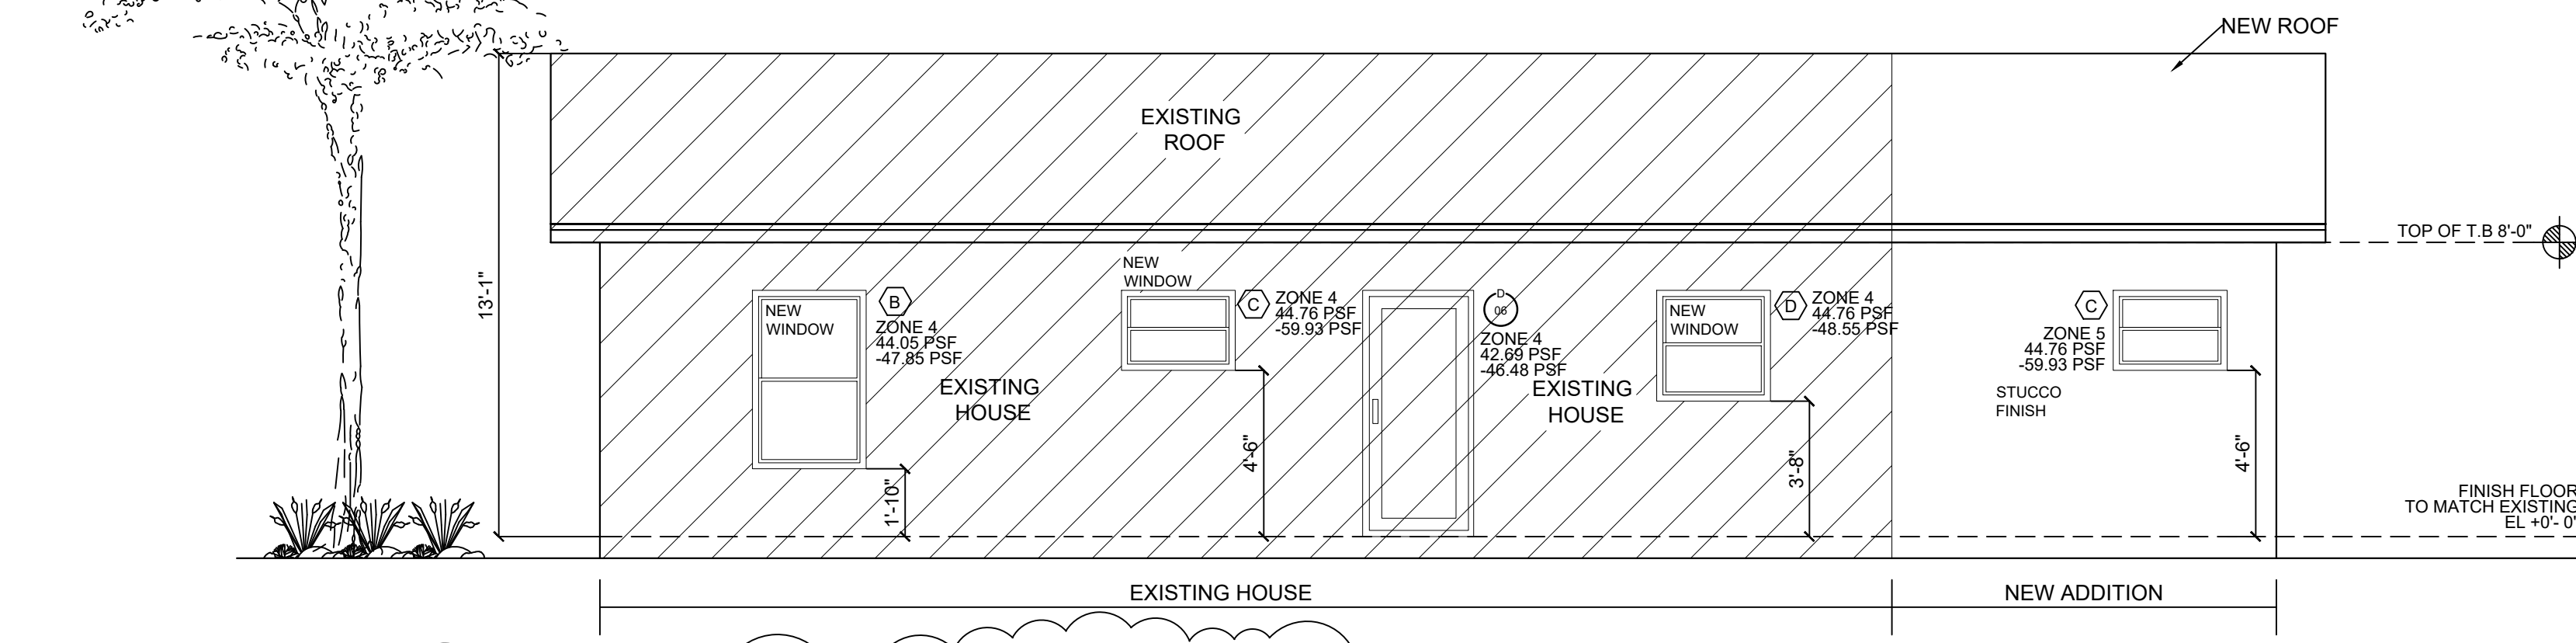 NEW ROOF
EXISTING
ROOF
TOP OF T.B 8'-0"
13'-1"
NEW
WINDOW
B
ZONE 4
44.05 PSF
-47.85 PSF
1'-10"
EXISTING
HOUSE
NEW
WINDOW
C
ZONE 4
44.76 PSF
-59.93 PSF
4'-6"
D
06
ZONE 4
42.69 PSF
-46.48 PSF
EXISTING
HOUSE
NEW
WINDOW
D
ZONE 4
44.76 PSF
-48.55 PSF
3'-8"
C
ZONE 5
44.76 PSF
-59.93 PSF
STUCCO
FINISH
4'-6"
FINISH FLOOR
TO MATCH EXISTING
EL +0'- 0"
EXISTING HOUSE
NEW ADDITION